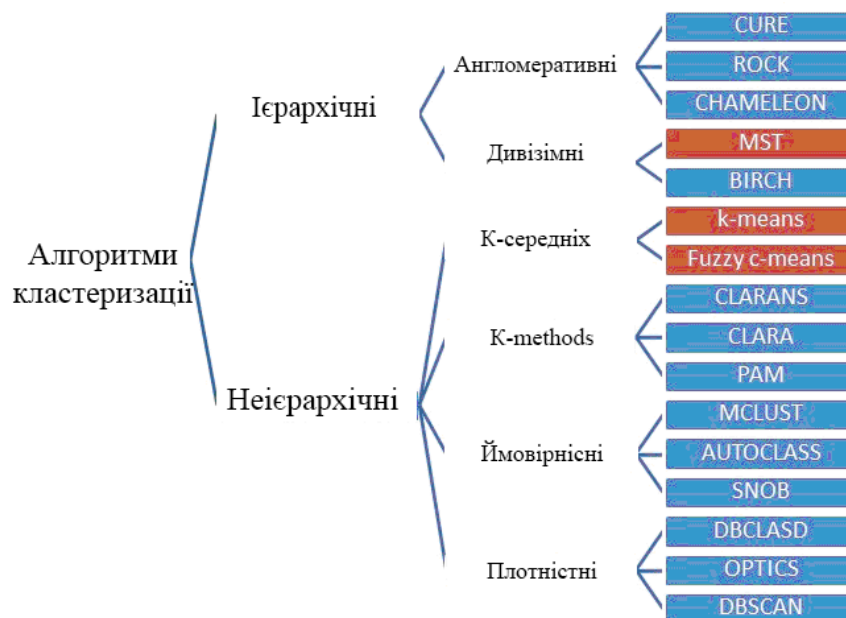 Алгоритми
кластеризації
Ієрархічні
Англомеративні
CURE
ROCK
CHAMELEON
Дивізімні
MST
BIRCH
Неієрархічні
К-середніх
k-means
Fuzzy c-means
K-methods
CLARANS
CLARA
PAM
Ймовірнісні
MCLUST
AUTOCLASS
SNOB
Плотністні
DBCLASD
OPTICS
DBSCAN